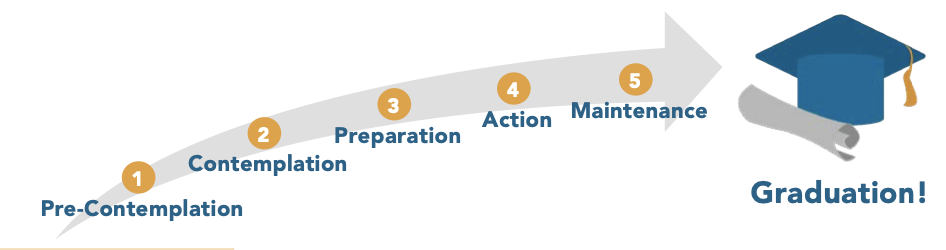 1
Pre-Contemplation
2
Contemplation
3
Preparation
4
Action
5
Maintenance
Graduation!